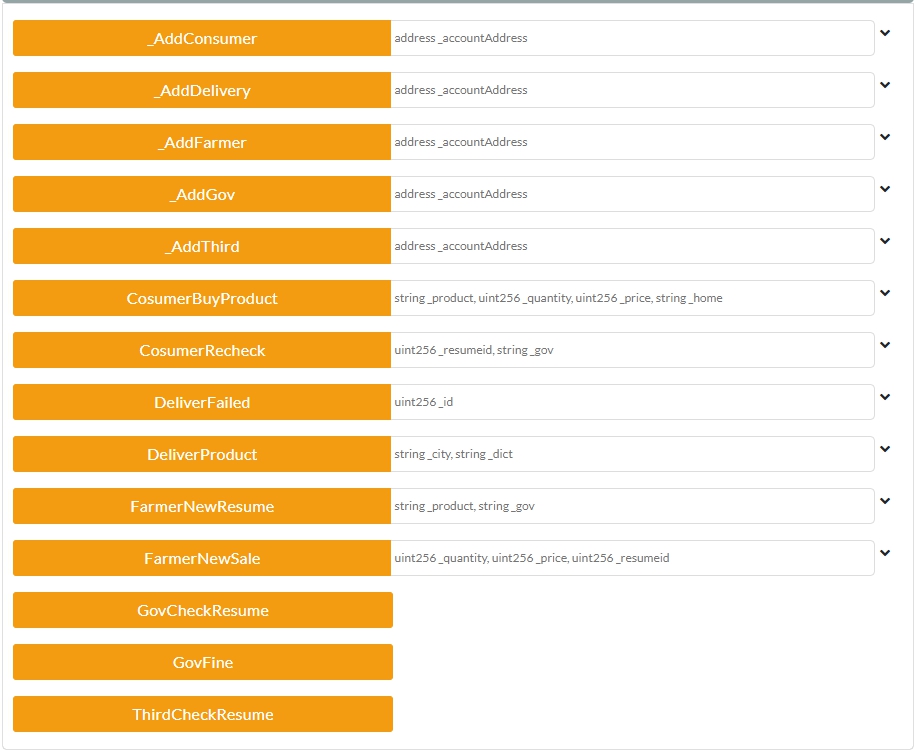 _AddConsumer address _accountAddress
_AddDelivery address _accountAddress
_AddFarmer address _accountAddress
_AddGov address _accountAddress
_AddThird address _accountAddress
CosumerBuyProduct string _product, uint256 _quantity, uint256 _price, string _home
CosumerRecheck uint256 _resumeid, string _gov
DeliverFailed uint256 _id
DeliverProduct string _city, string _dict
FarmerNewResume string _product, string _gov
FarmerNewSale uint256 _quantity, uint256 _price, uint256 _resumeid
GovCheckResume
GovFine
ThirdCheckResume